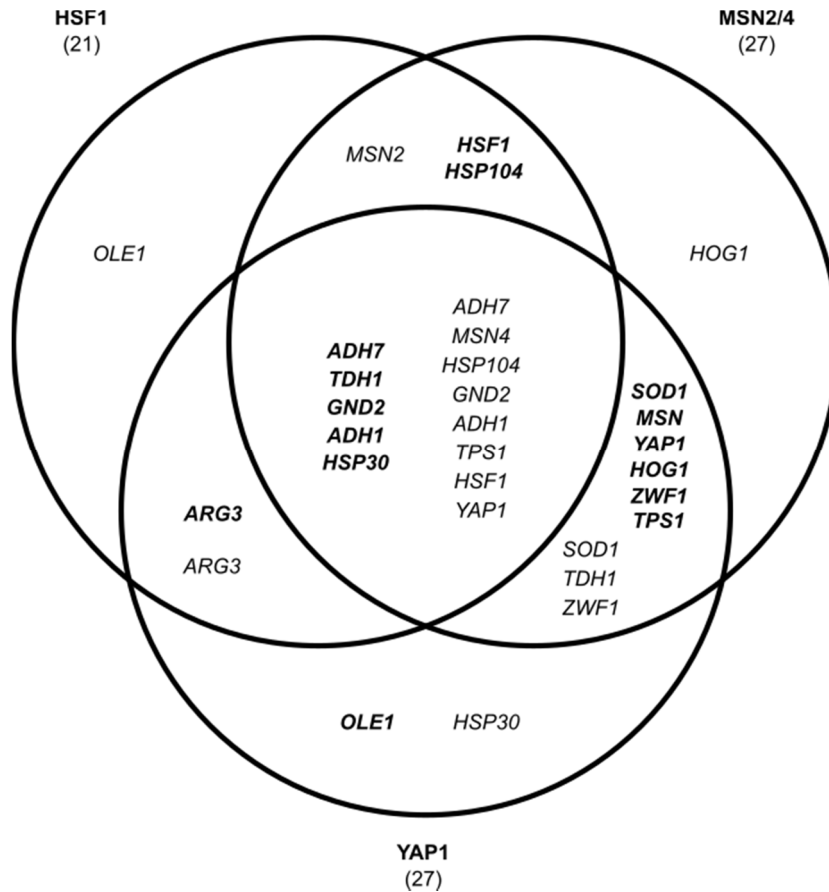 HSF1
(21)
MSN2/4
(27)
MSN2
HSF1
HSP104
OLE1
HOG1
ADH7
TDH1
GND2
ADH1
HSP30
ADH7
MSN4
HSP104
GND2
ADH1
TPS1
HSF1
YAP1
SOD1
MSN
YAP1
HOG1
ZWF1
TPS1
ARG3
ARG3
SOD1
TDH1
ZWF1
OLE1
HSP30
YAP1
(27)